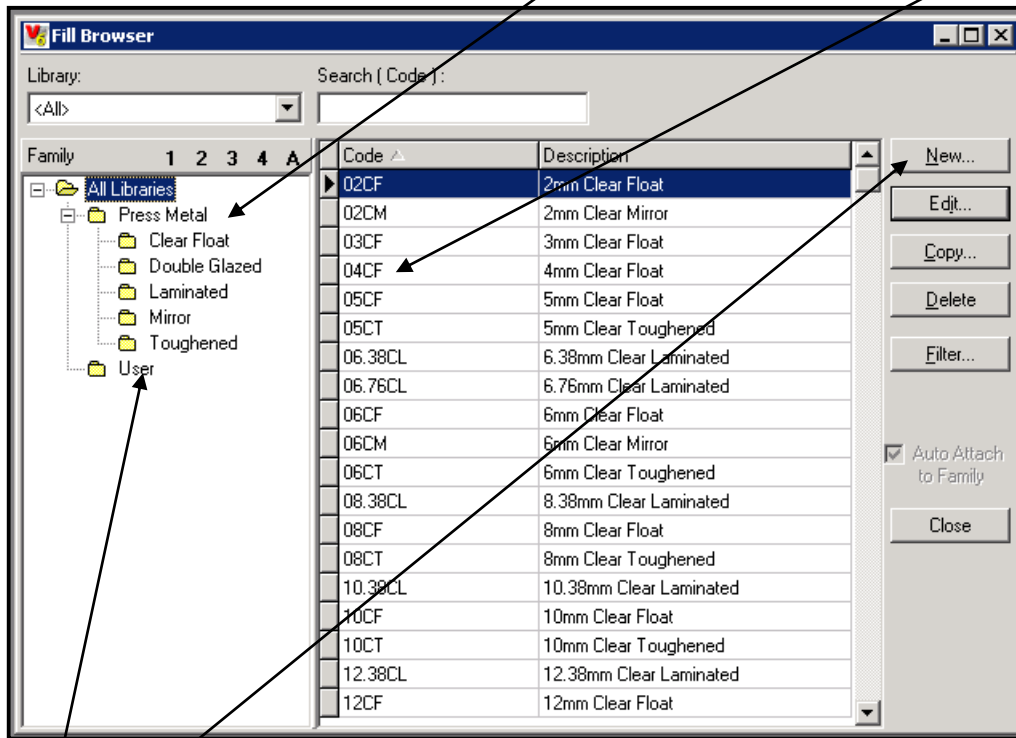 Fill Browser
Library: Search ( Code ) :
<All>
Family 1 2 3 4 A Code Description
All Libraries
Press Metal
Clear Float
Double Glazed
Laminated
Mirror
Toughened
User
02CF 2mm Clear Float
02CM 2mm Clear Mirror
03CF 3mm Clear Float
04CF 4mm Clear Float
05CF 5mm Clear Float
05CT 5mm Clear Toughened
06.38CL 6.38mm Clear Laminated
06.76CL 6.76mm Clear Laminated
06CF 6mm Clear Float
06CM 6mm Clear Mirror
06CT 6mm Clear Toughened
08.38CL 8.38mm Clear Laminated
08CF 8mm Clear Float
08CT 8mm Clear Toughened
10.38CL 10.38mm Clear Laminated
10CF 10mm Clear Float
10CT 10mm Clear Toughened
12.38CL 12.38mm Clear Laminated
12CF 12mm Clear Float
New...
Edit...
Copy...
Delete
Filter...
Auto Attach
to Family
Close